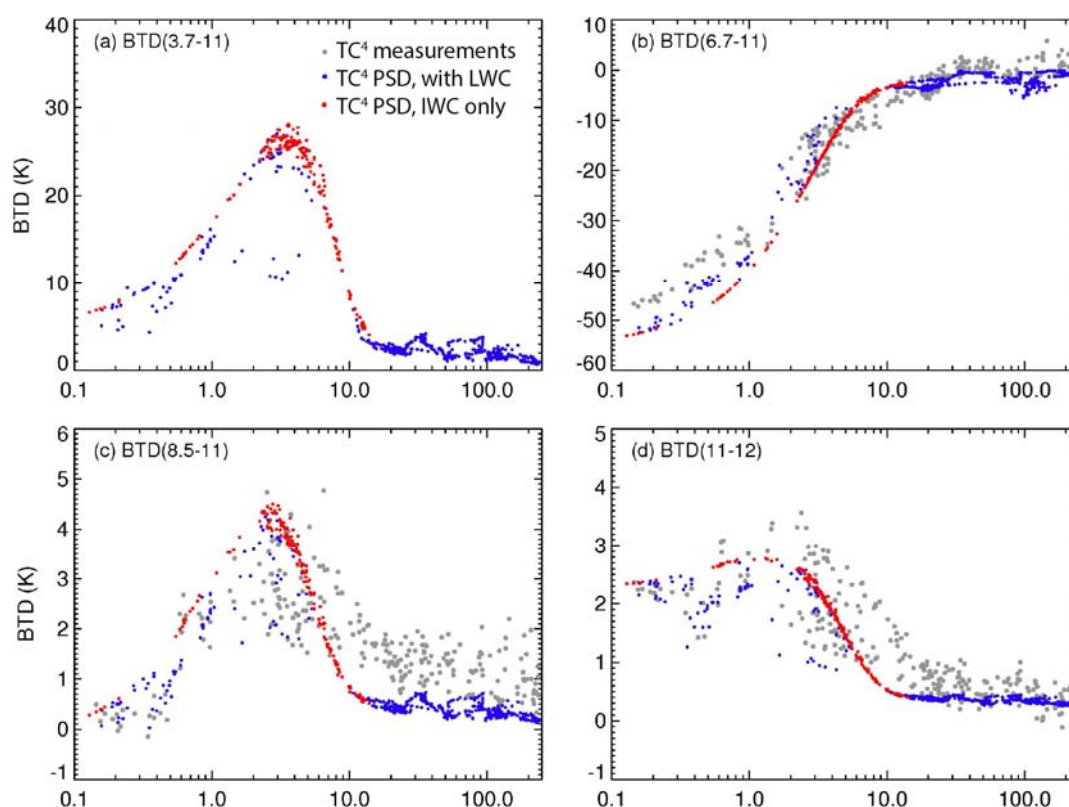 40
(a) BTD(3.7-11)
TC⁴ measurements
TC⁴ PSD, with LWC
TC⁴ PSD, IWC only
30
20
10
0
BTD (K)
0.1 1.0 10.0 100.0
10
(b) BTD(6.7-11)
0
-10
-20
-30
-40
-50
-60
0.1 1.0 10.0 100.0
6
(c) BTD(8.5-11)
5
4
3
2
1
0
-1
BTD (K)
0.1 1.0 10.0 100.0
5
(d) BTD(11-12)
4
3
2
1
0
-1
0.1 1.0 10.0 100.0